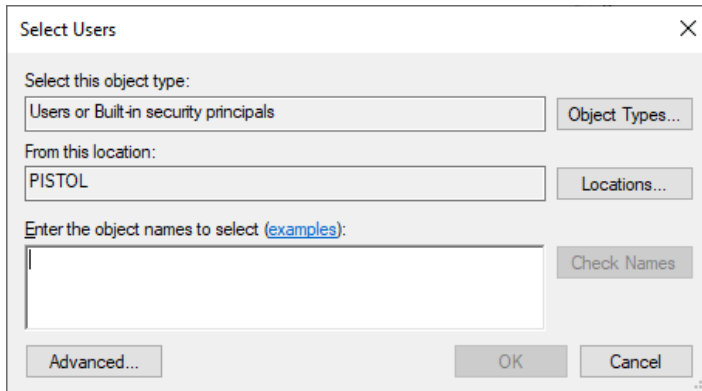 Select Users
Select this object type:
Users or Built-in security principals
Object Types...
From this location:
PISTOL
Locations...
Enter the object names to select (examples):
Check Names
Advanced...
OK
Cancel